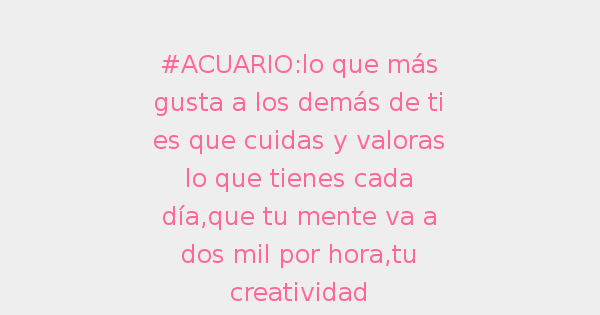 #ACUARIO:lo que más
gusta a los demás de ti
es que cuidas y valoras
lo que tienes cada
día,que tu mente va a
dos mil por hora,tu
creatividad